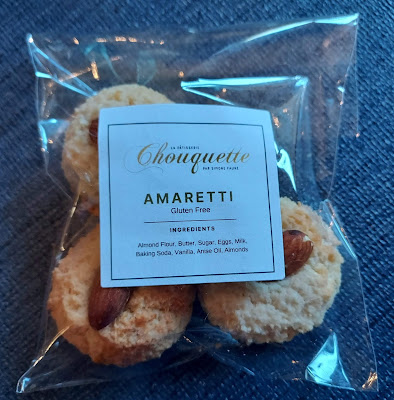 LA PÂTISSERIE
Chouquette
PAR SIMONE FAURE
AMARETTI
Gluten Free
INGREDIENTS
Almond Flour, Butter, Sugar, Eggs, Milk,
Baking Soda, Vanilla, Anise Oil, Almonds